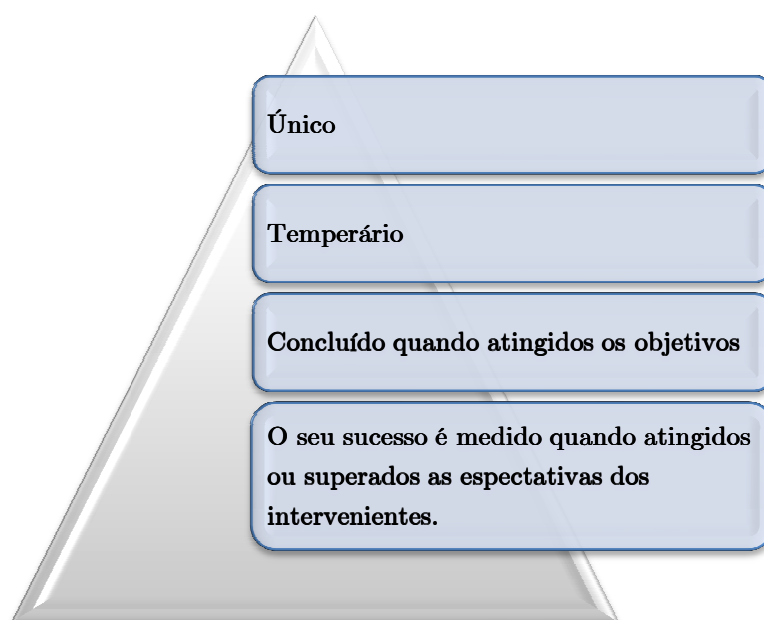 Único
Temperário
Concluído quando atingidos os objetivos
O seu sucesso é medido quando atingidos
ou superados as espectativas dos
intervenientes.